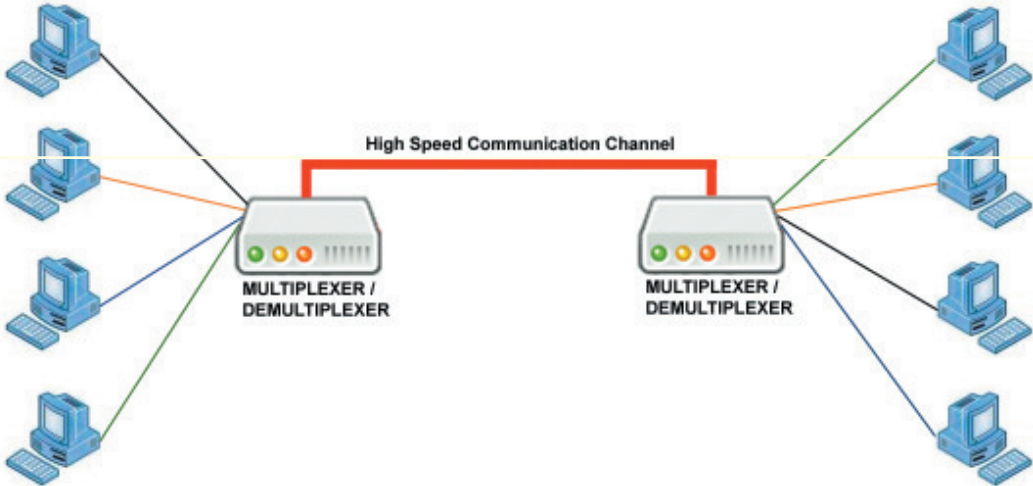 High Speed Communication Channel
MULTIPLEXER /
DEMULTIPLEXER
MULTIPLEXER /
DEMULTIPLEXER